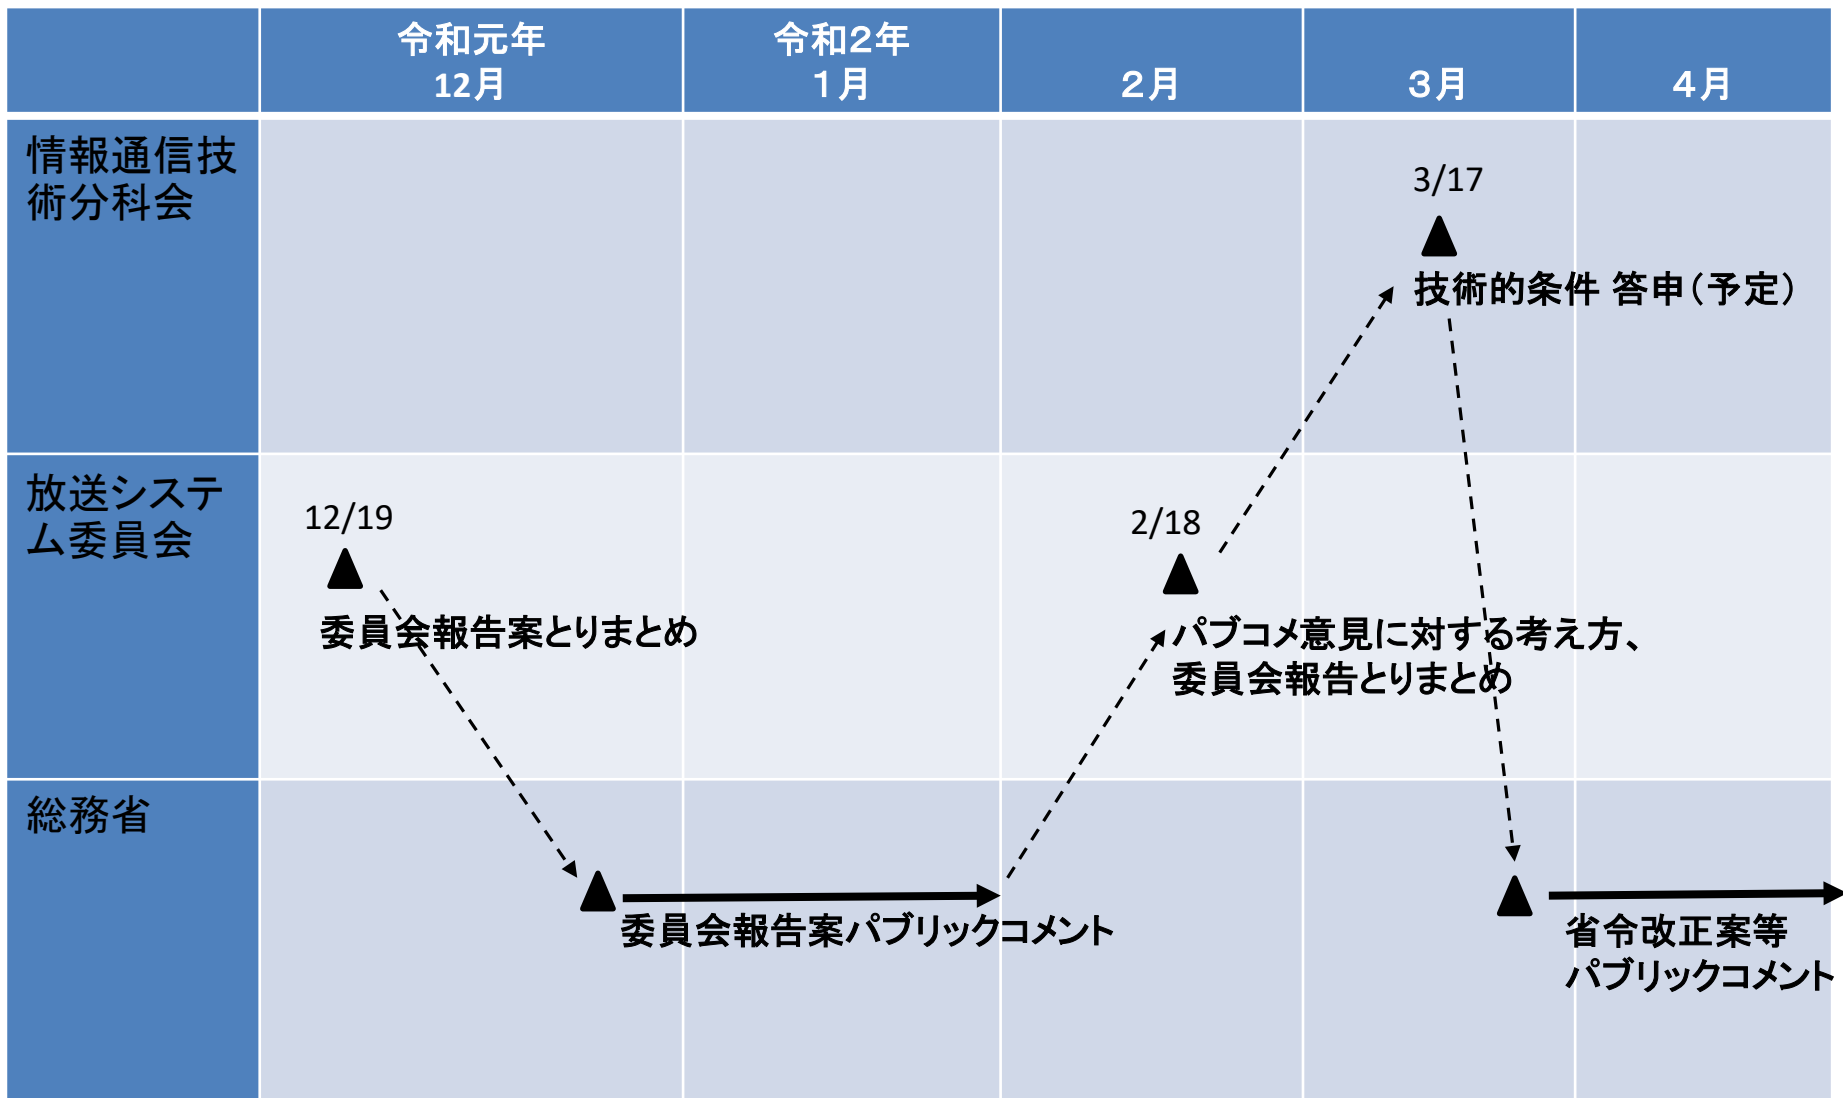 令和元年
12月
令和２年
１月
２月
３月
４月
情報通信技
術分科会
3/17
技術的条件 答申（予定）
放送システ
ム委員会
12/19
委員会報告案とりまとめ
2/18
パブコメ意見に対する考え方、
委員会報告とりまとめ
総務省
委員会報告案パブリックコメント
省令改正案等
パブリックコメント